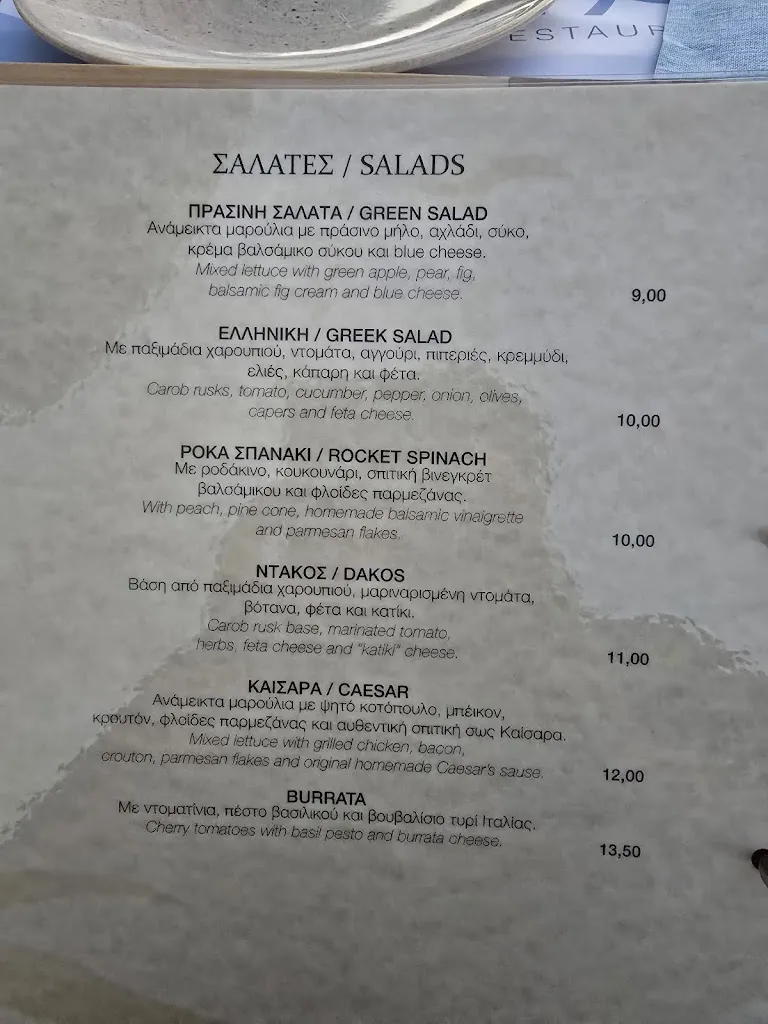 ESTAUR
ΣΑΛΑΤΕΣ / SALADS
ΠΡΑΣΙΝΗ ΣΑΛΑΤΑ / GREEN SALAD
Ανάμεικτα μαρούλια με πράσινο μήλο, αχλάδι, σύκο,
κρέμα βαλσάμικο σύκου και blue cheese.
Mixed lettuce with green apple, pear, fig,
balsamic fig cream and blue cheese.
9,00
ΕΛΛΗΝΙΚΗ / GREEK SALAD
Με παξιμάδια χαρουπιού, ντομάτα, αγγούρι, πιπεριές, κρεμμύδι,
ελιές, κάπαρη και φέτα.
Carob rusks, tomato, cucumber, pepper, onion, olives,
capers and feta cheese.
10,00
ΡΟΚΑ ΣΠΑΝΑΚΙ / ROCKET SPINACH
Με ροδάκινο, κουκουνάρι, σπιτική βινεγκρέτ
βαλσάμικου και φλοίδες παρμεζάνας.
With peach, pine cone, homemade balsamic vinaigrette
and parmesan flakes.
10,00
ΝΤΑΚΟΣ / DAKOS
Βάση από παξιμάδια χαρουπιού, μαριναρισμένη ντομάτα,
βότανα, φέτα και κατίκι.
Carob rusk base, marinated tomato,
herbs, feta cheese and "katiki" cheese.
11,00
ΚΑΙΣΑΡΑ / CAESAR
Ανάμεικτα μαρούλια με ψητό κοτόπουλο, μπέικον,
κρουτόν, φλοίδες παρμεζάνας και αυθεντική σπιτική σως Καίσαρα.
Mixed lettuce with grilled chicken, bacon,
crouton, parmesan flakes and original homemade Caesar's sause.
12,00
BURRATA
Με ντοματίνια, πέστο βασιλικού και βουβαλίσιο τυρί Ιταλίας.
Cherry tomatoes with basil pesto and burrata cheese.
13,50